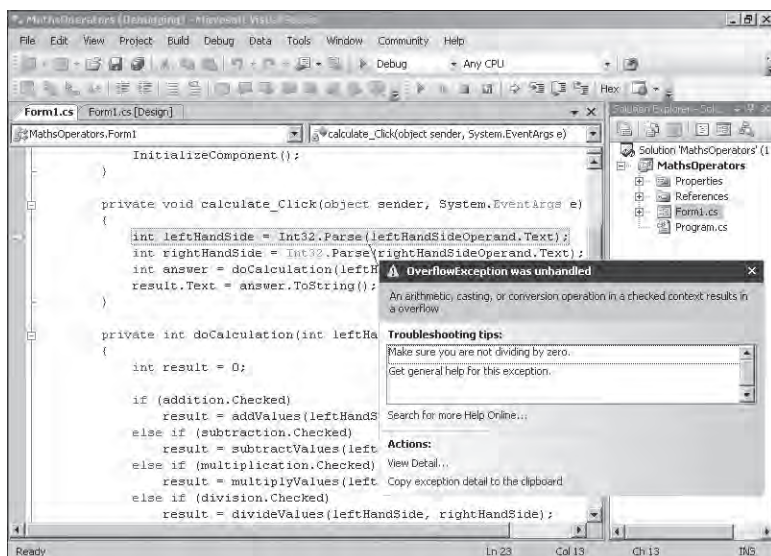 MathsOperators (Debugging) - Microsoft Visual
File Edit View Project Build Debug Data Tools Window Community Help
Debug Any CPU
Hex
Form1.cs Form1.cs [Design]
MathsOperators.Form1
calculate_Click(object sender, System.EventArgs e)
InitializeComponent();
}
private void calculate_Click(object sender, System.EventArgs e)
{
int leftHandSide = Int32.Parse(leftHandSideOperand.Text);
int rightHandSide = Int32.Parse(rightHandSideOperand.Text);
int answer = doCalculation(leftH
result.Text = answer.ToString();
}
private int doCalculation(int leftHa
{
int result = 0;
if (addition.Checked)
result = addValues(leftHandS
else if (subtraction.Checked)
result = subtractValues(left
else if (multiplication.Checked)
result = multiplyValues(left
else if (division.Checked)
result = divideValues(leftHandSide, rightHandSide);
OverflowException was unhandled
An arithmetic, casting, or conversion operation in a checked context results in
a overflow
Troubleshooting tips:
Make sure you are not dividing by zero.
Get general help for this exception.
Search for more Help Online...
Actions:
View Detail...
Copy exception detail to the clipboard
Solution Explorer - Solu...
Solution 'MathsOperators' (1
MathsOperators
Properties
References
Form1.cs
Program.cs
Ready Ln 23 Col 13 Ch 13 INS